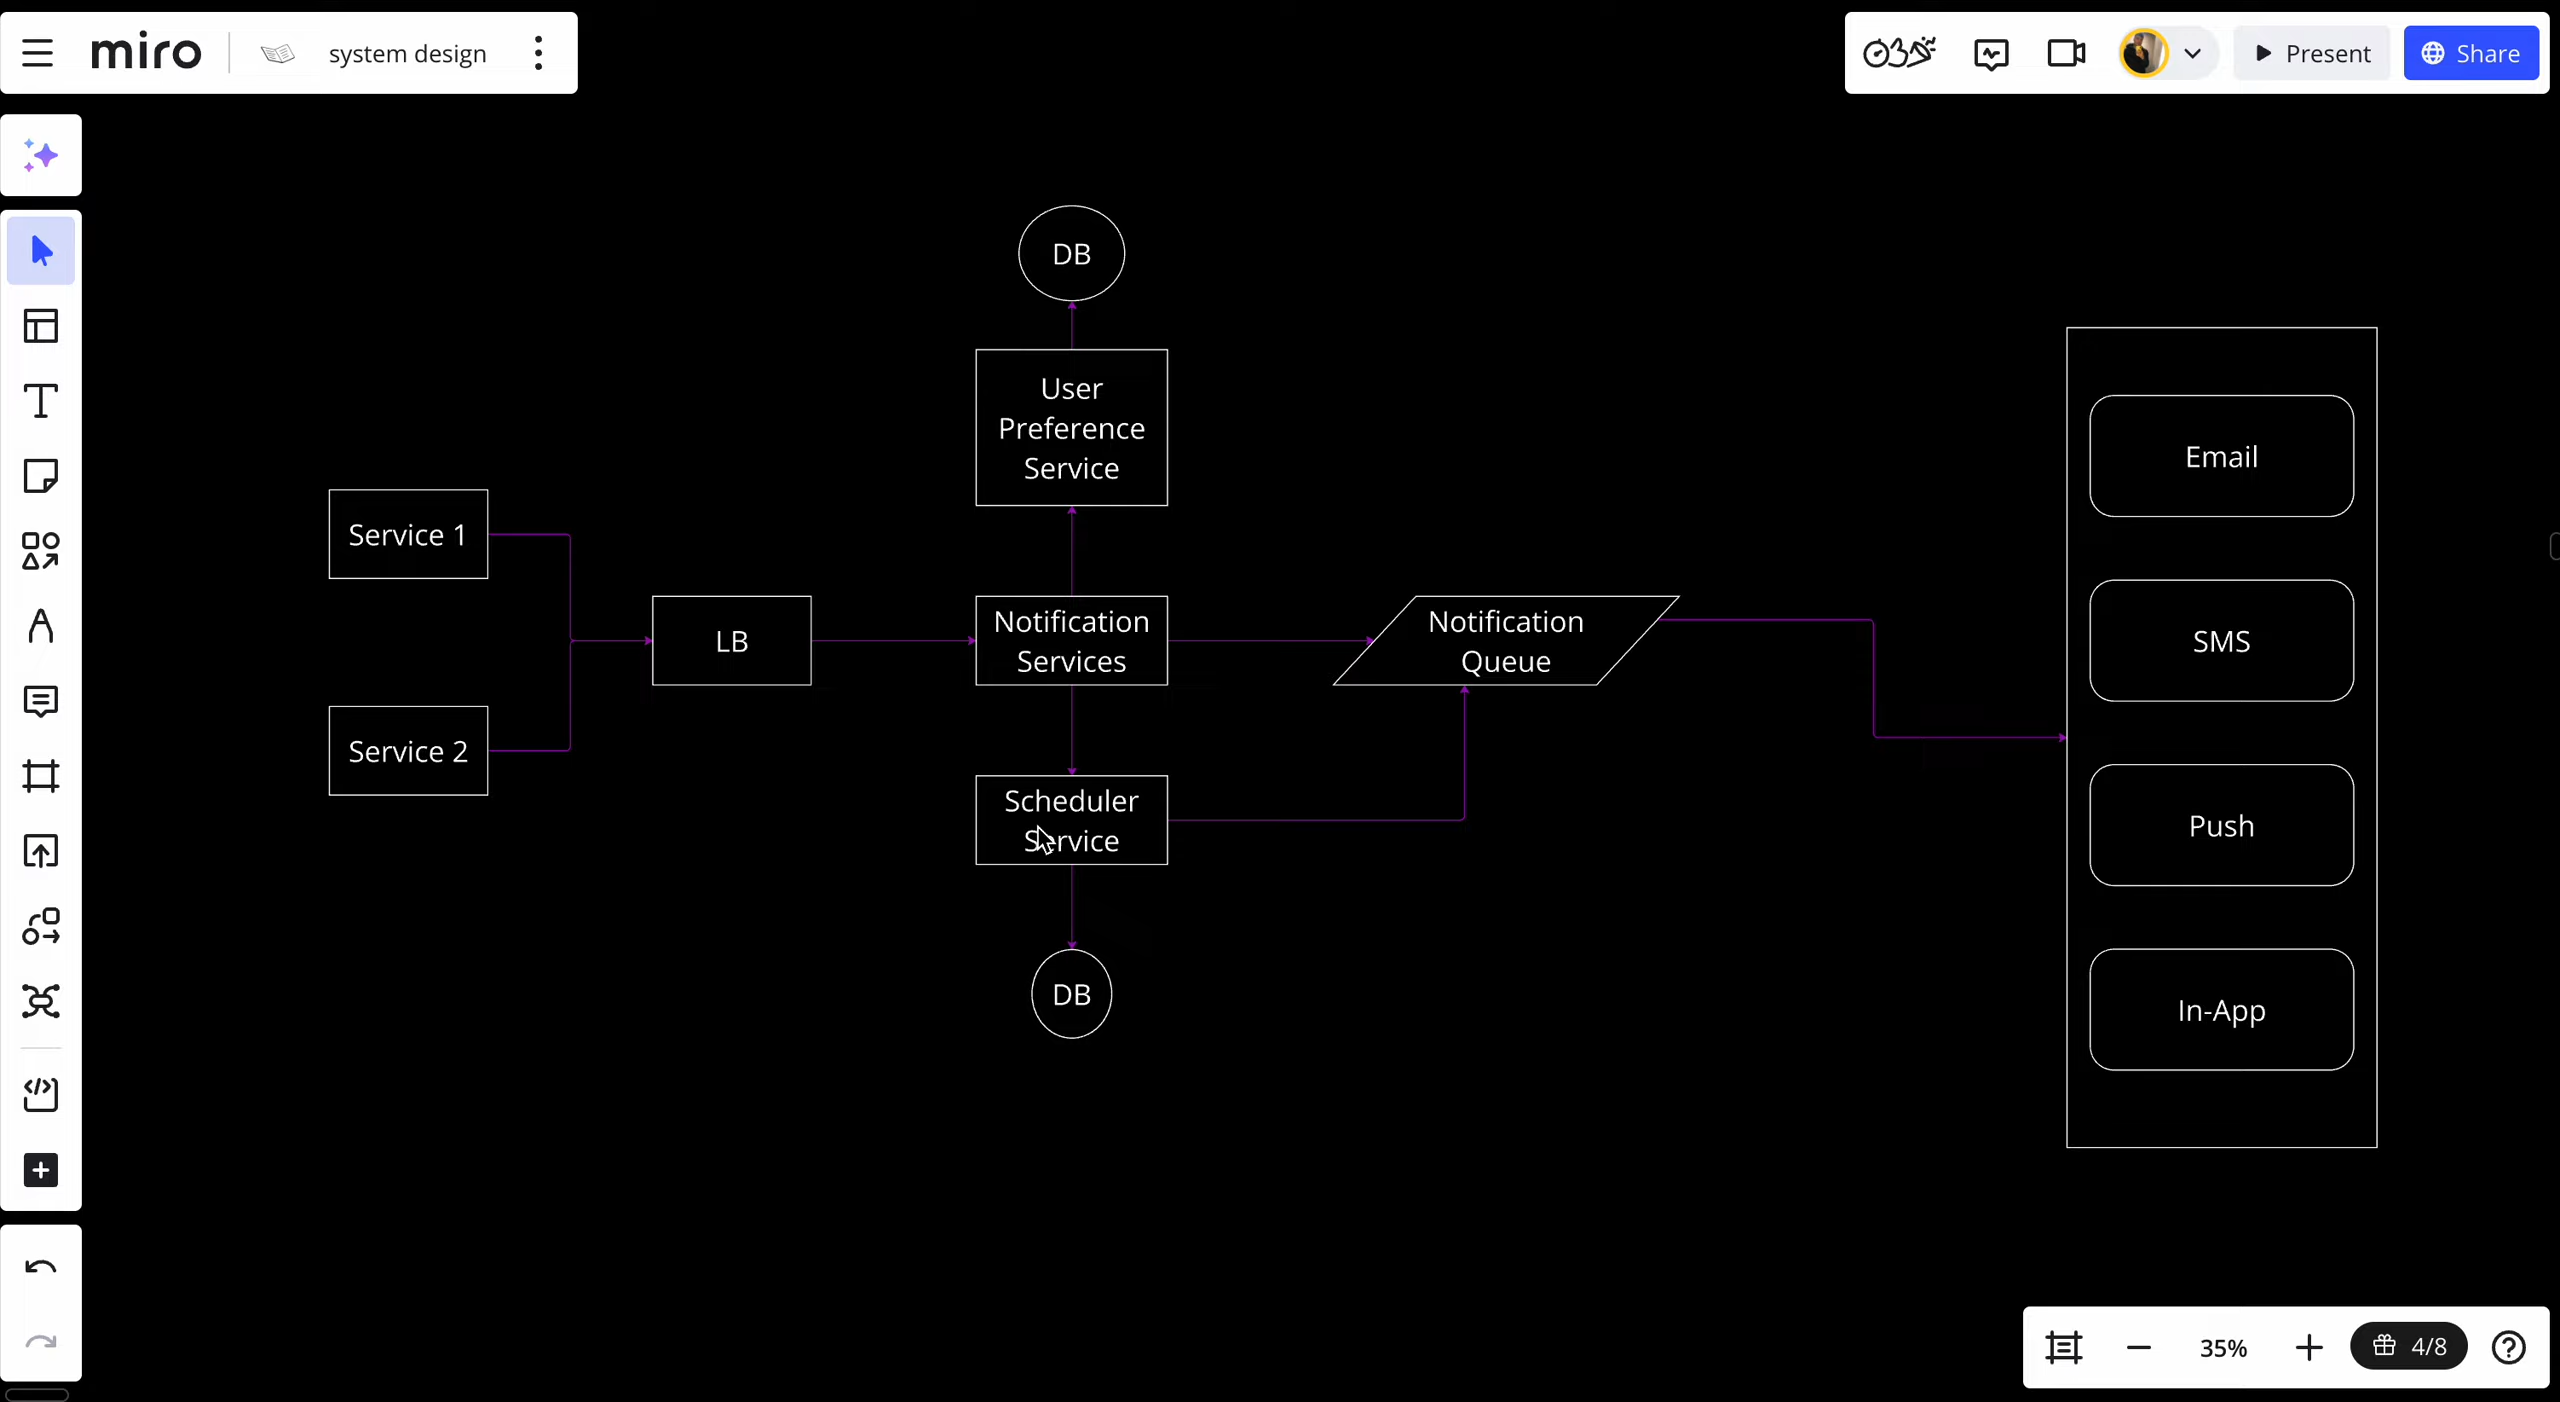 miro
system design
Present
Share
DB
User
Preference
Service
Service 1
Service 2
LB
Notification
Services
Notification
Queue
Scheduler
Service
DB
Email
SMS
Push
In-App
35%
4/8